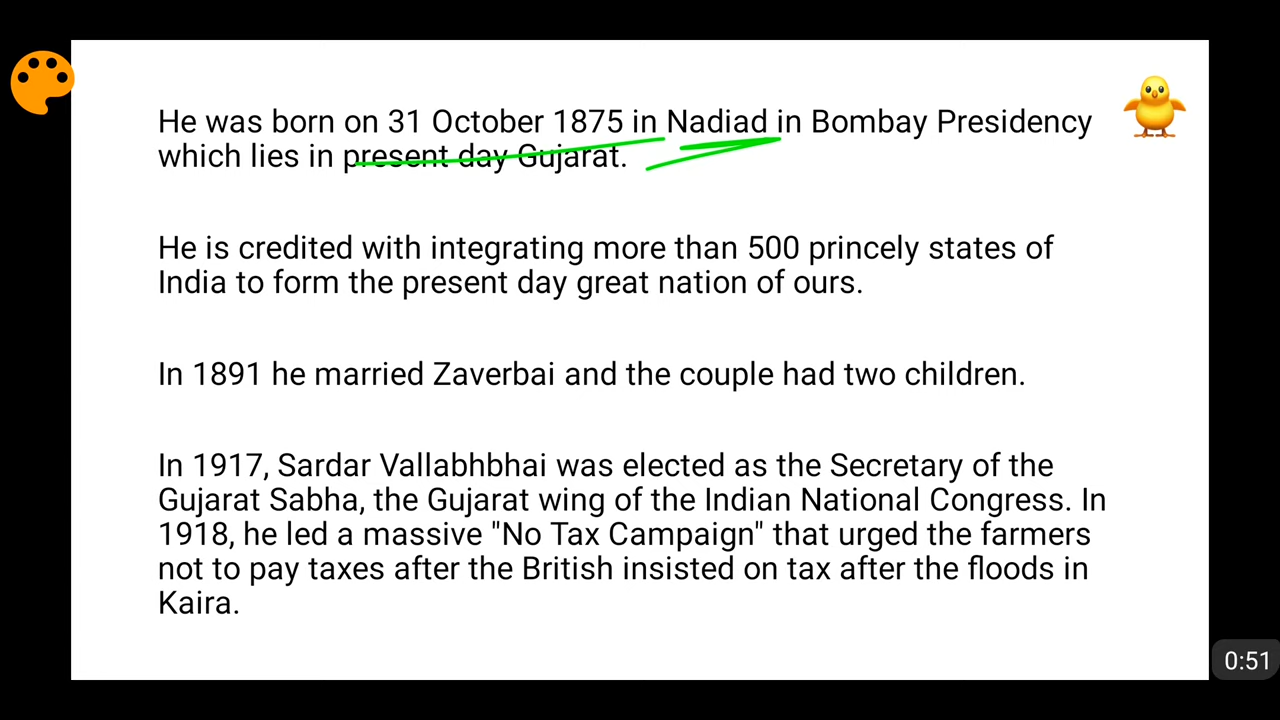 He was born on 31 October 1875 in Nadiad in Bombay Presidency
which lies in present day Gujarat.
He is credited with integrating more than 500 princely states of
India to form the present day great nation of ours.
In 1891 he married Zaverbai and the couple had two children.
In 1917, Sardar Vallabhbhai was elected as the Secretary of the
Gujarat Sabha, the Gujarat wing of the Indian National Congress. In
1918, he led a massive "No Tax Campaign" that urged the farmers
not to pay taxes after the British insisted on tax after the floods in
Kaira.
0:51